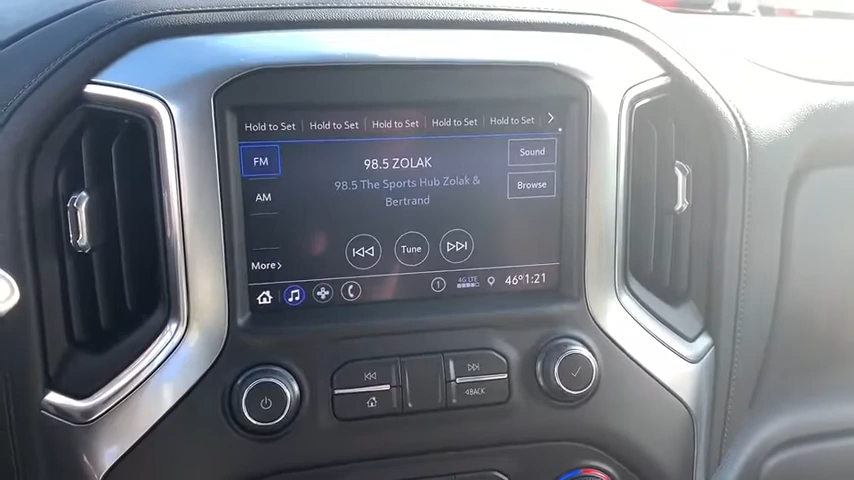 Hold to Set Hold to Set Hold to Set Hold to Set Hold to Set
FM
98.5 ZOLAK
Sound
98.5 The Sports Hub Zolak &
Bertrand
Browse
AM
Tune
More
1
4G LTE
46° 1:21
BACK